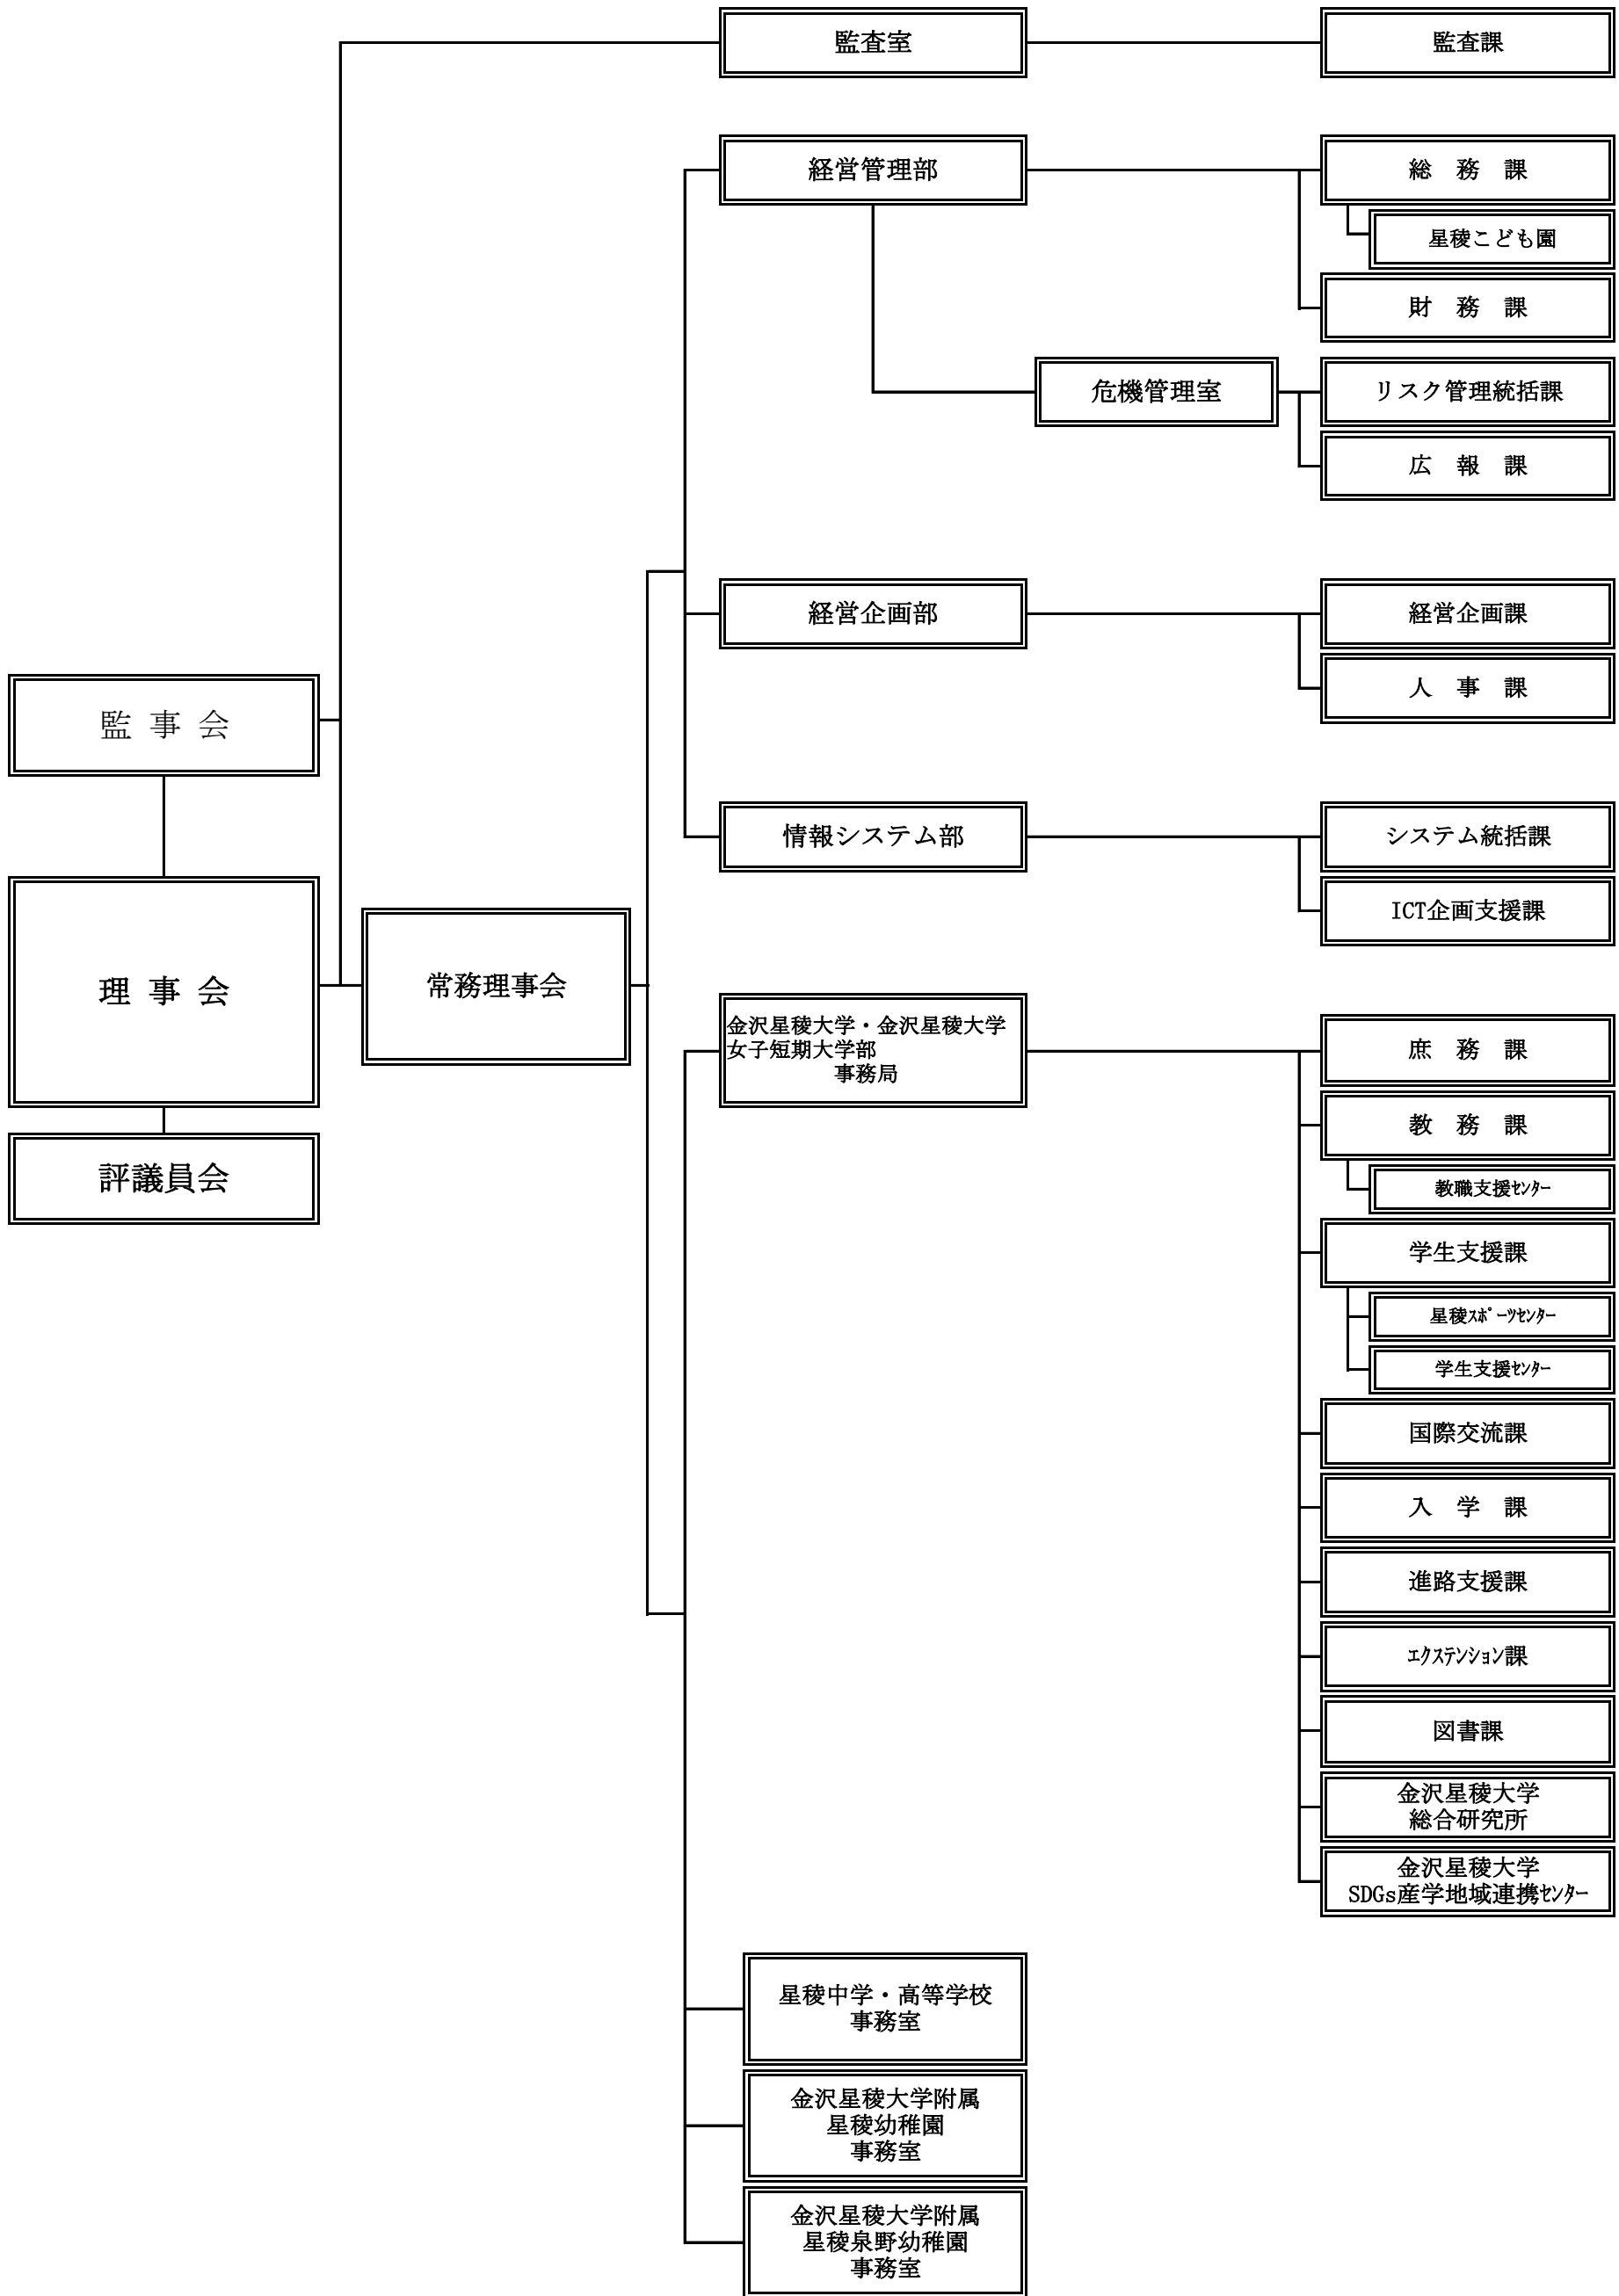 監査室
監査課
経営管理部
総　務　課
星稜こども園
財　務　課
危機管理室
リスク管理統括課
広　報　課
経営企画部
経営企画課
人　事　課
監 事 会
情報システム部
システム統括課
ICT企画支援課
理 事 会
常務理事会
評議員会
金沢星稜大学・金沢星稜大学
女子短期大学部
事務局
庶　務　課
教　務　課
教職支援ｾﾝﾀｰ
学生支援課
星稜ｽﾎﾟｰﾂｾﾝﾀｰ
学生支援ｾﾝﾀｰ
国際交流課
入　学　課
進路支援課
ｴｸｽﾃﾝｼｮﾝ課
図書課
金沢星稜大学
総合研究所
金沢星稜大学
SDGs産学地域連携ｾﾝﾀｰ
星稜中学・高等学校
事務室
金沢星稜大学附属
星稜幼稚園
事務室
金沢星稜大学附属
星稜泉野幼稚園
事務室